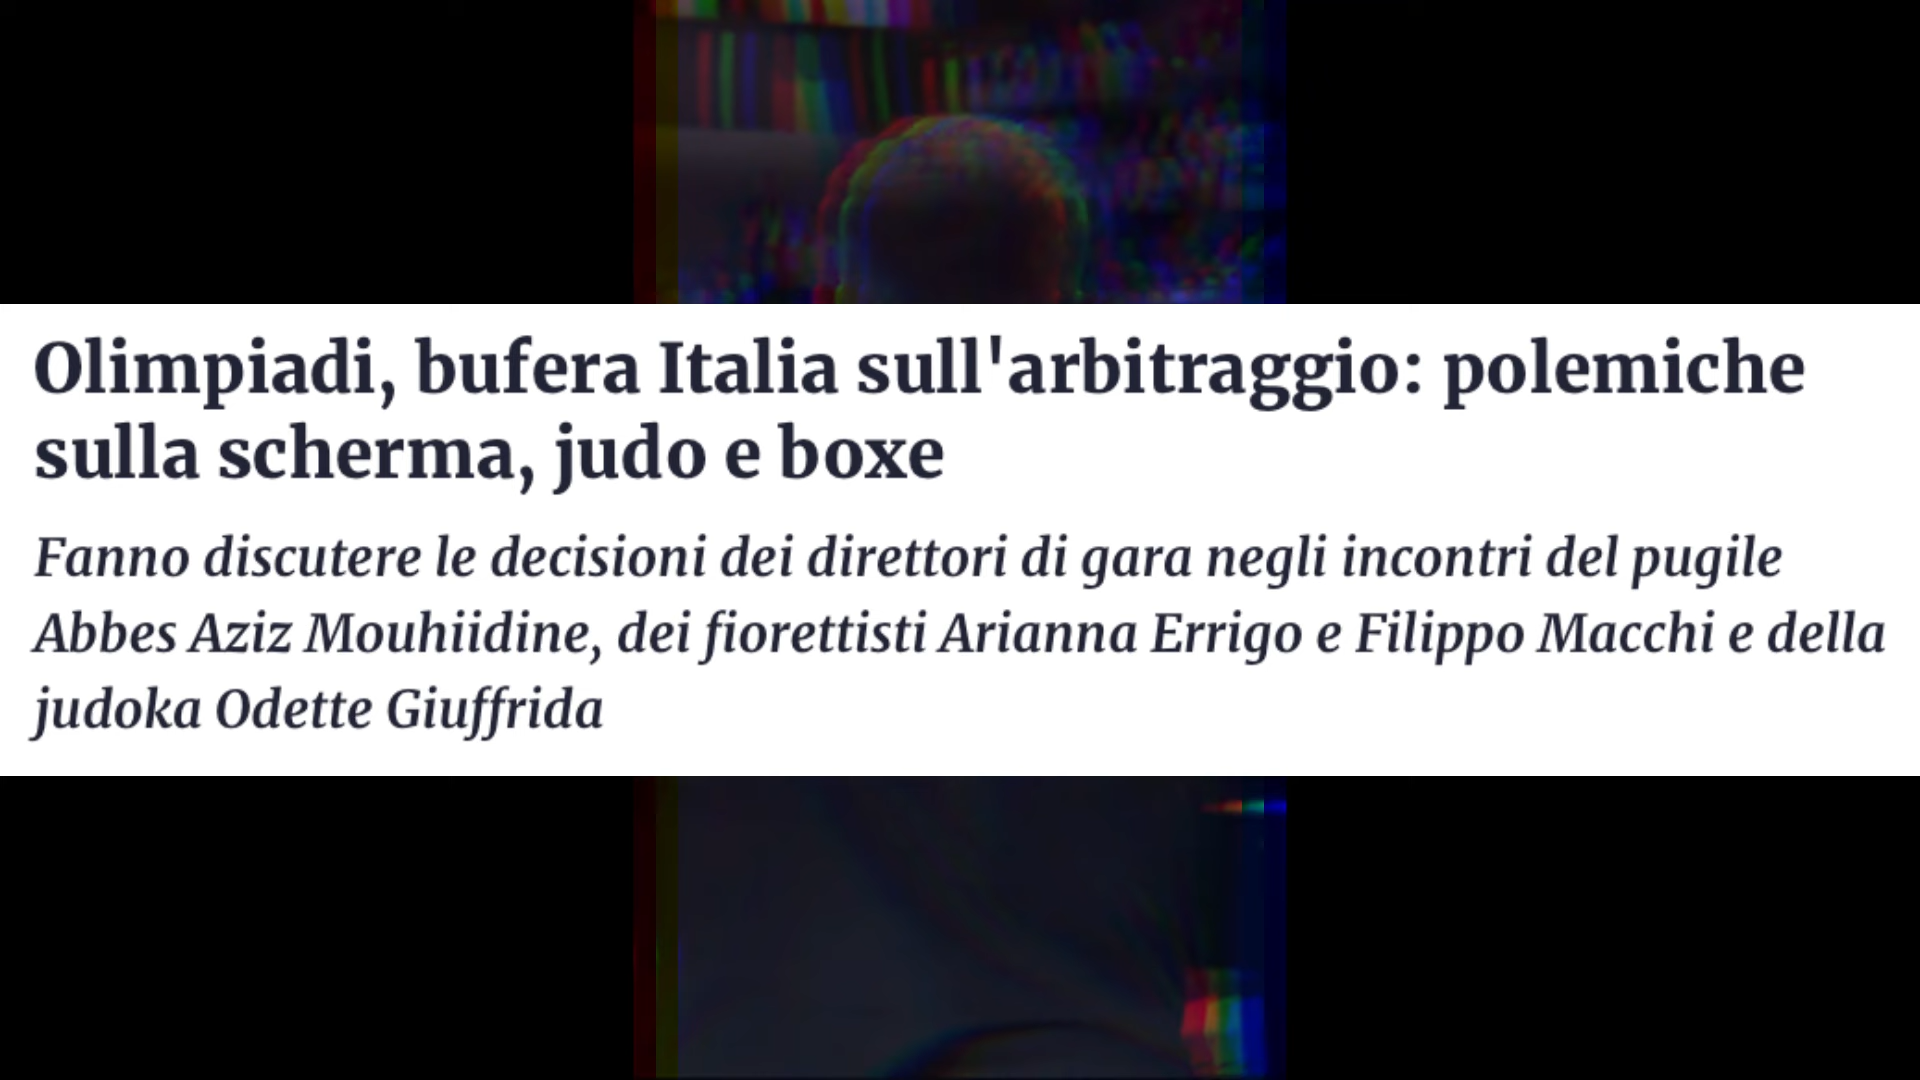 Olimpiadi, bufera Italia sull'arbitraggio: polemiche
sulla scherma, judo e boxe
Fanno discutere le decisioni dei direttori di gara negli incontri del pugile
Abbes Aziz Mouhiidine, dei fiorettisti Arianna Errigo e Filippo Macchi e della
judoka Odette Giuffrida